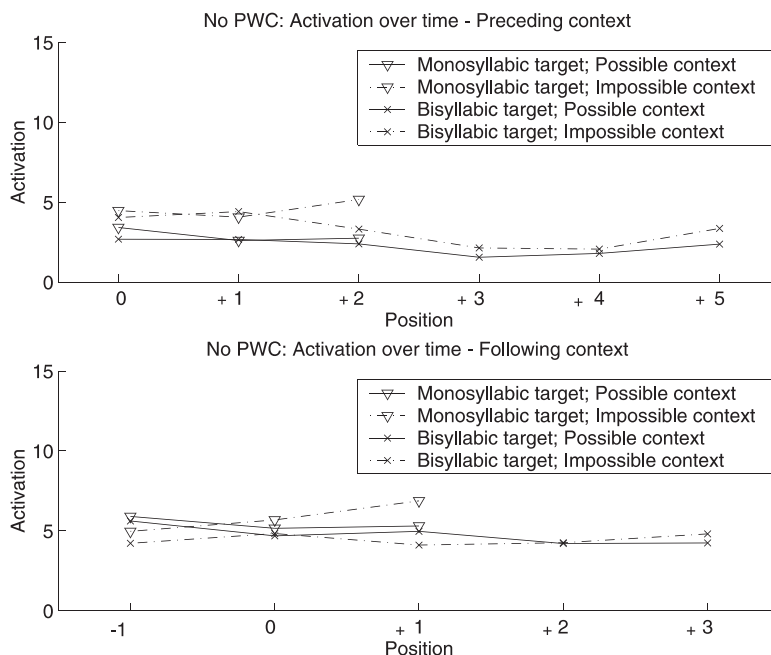 No PWC: Activation over time - Preceding context
15
10
5
0
Activation
Monosyllabic target; Possible context
Monosyllabic target; Impossible context
Bisyllabic target; Possible context
Bisyllabic target; Impossible context
0 + 1 + 2 + 3 + 4 + 5
Position
No PWC: Activation over time - Following context
15
10
5
0
Activation
Monosyllabic target; Possible context
Monosyllabic target; Impossible context
Bisyllabic target; Possible context
Bisyllabic target; Impossible context
-1 0 + 1 + 2 + 3
Position